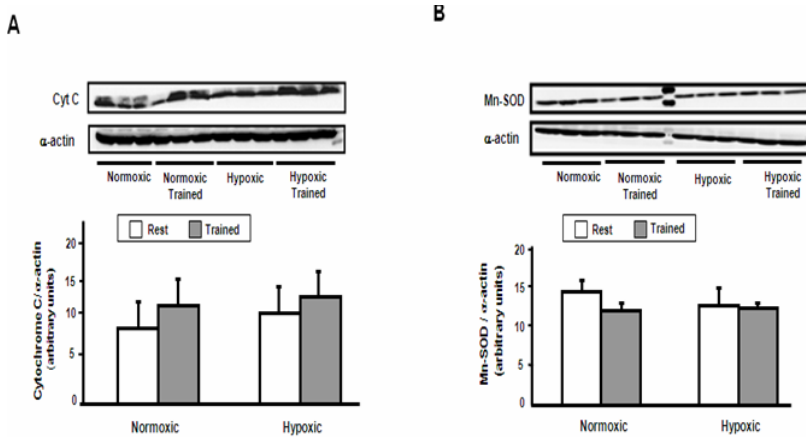 A
Cyt C
α-actin
Normoxic
Normoxic Trained
Hypoxic
Hypoxic Trained
Rest
Trained
Cytochrome C/α-actin
(arbitrary units)
20
15
10
5
0
Normoxic
Hypoxic
B
Mn-SOD
α-actin
Normoxic
Normoxic Trained
Hypoxic
Hypoxic Trained
Rest
Trained
Mn-SOD / α-actin
(arbitrary units)
20
15
10
5
0
Normoxic
Hypoxic